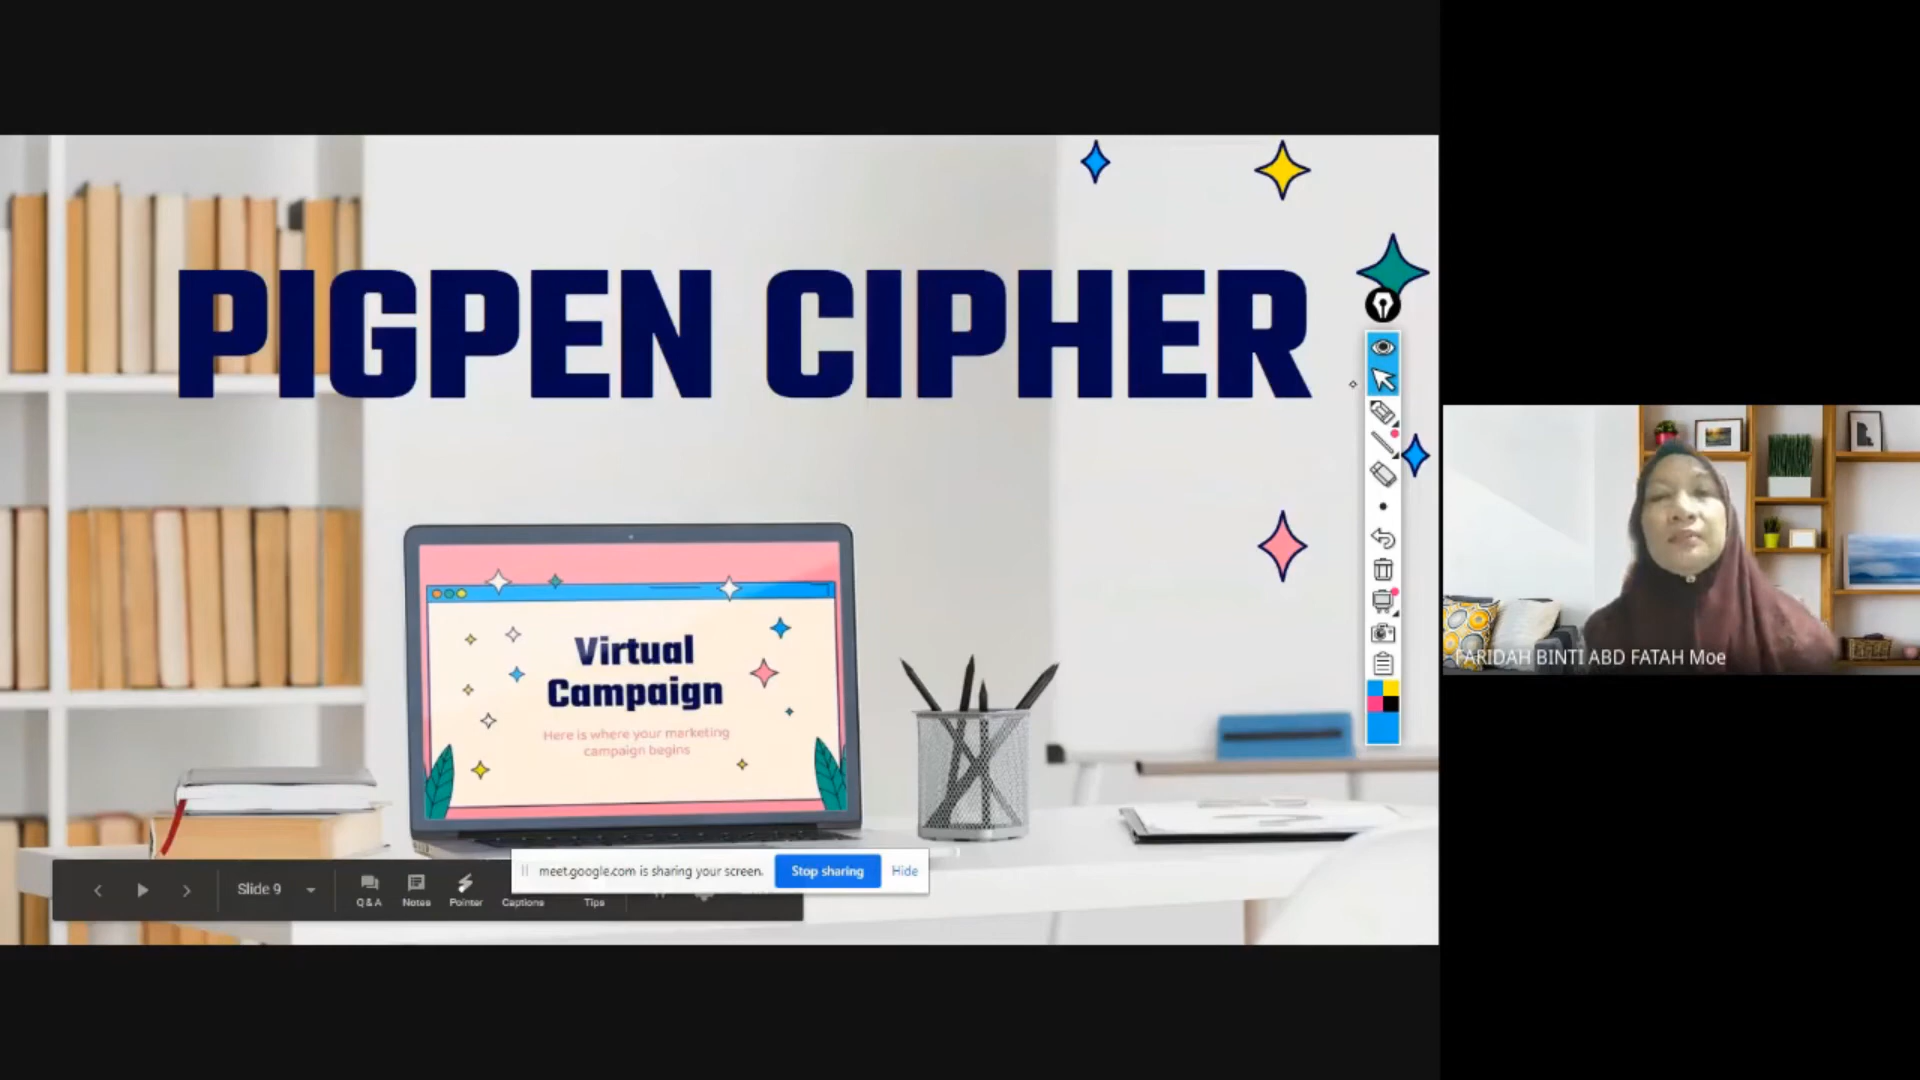 PIGPEN CIPHER
Virtual
Campaign
Here is where your marketing
campaign begins
FARIDAH BINTI ABD FATAH Moe
meet.google.com is sharing your screen.
Stop sharing
Hide
Slide 9
Q & A
Notes
Pointer
Captions
Tips